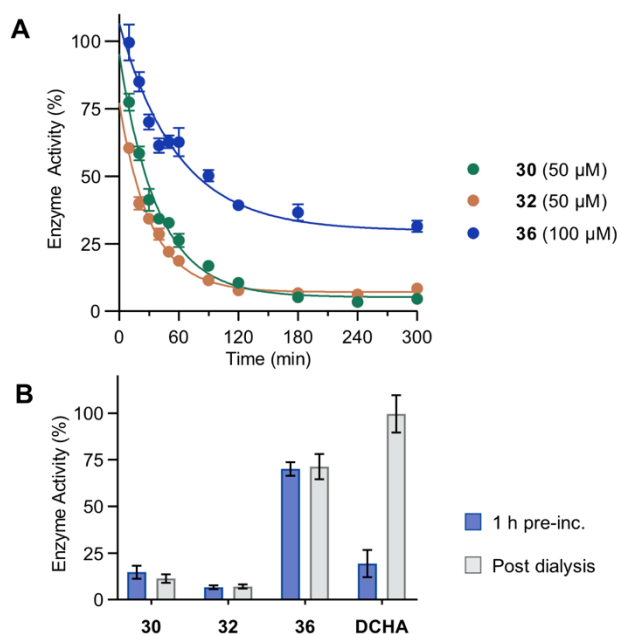 A
Enzyme Activity (%)
100
75
50
25
0
0 60 120 180 240 300
Time (min)
30 (50 μM)
32 (50 μM)
36 (100 μM)
B
Enzyme Activity (%)
100
75
50
25
0
30 32 36 DCHA
1 h pre-inc.
Post dialysis